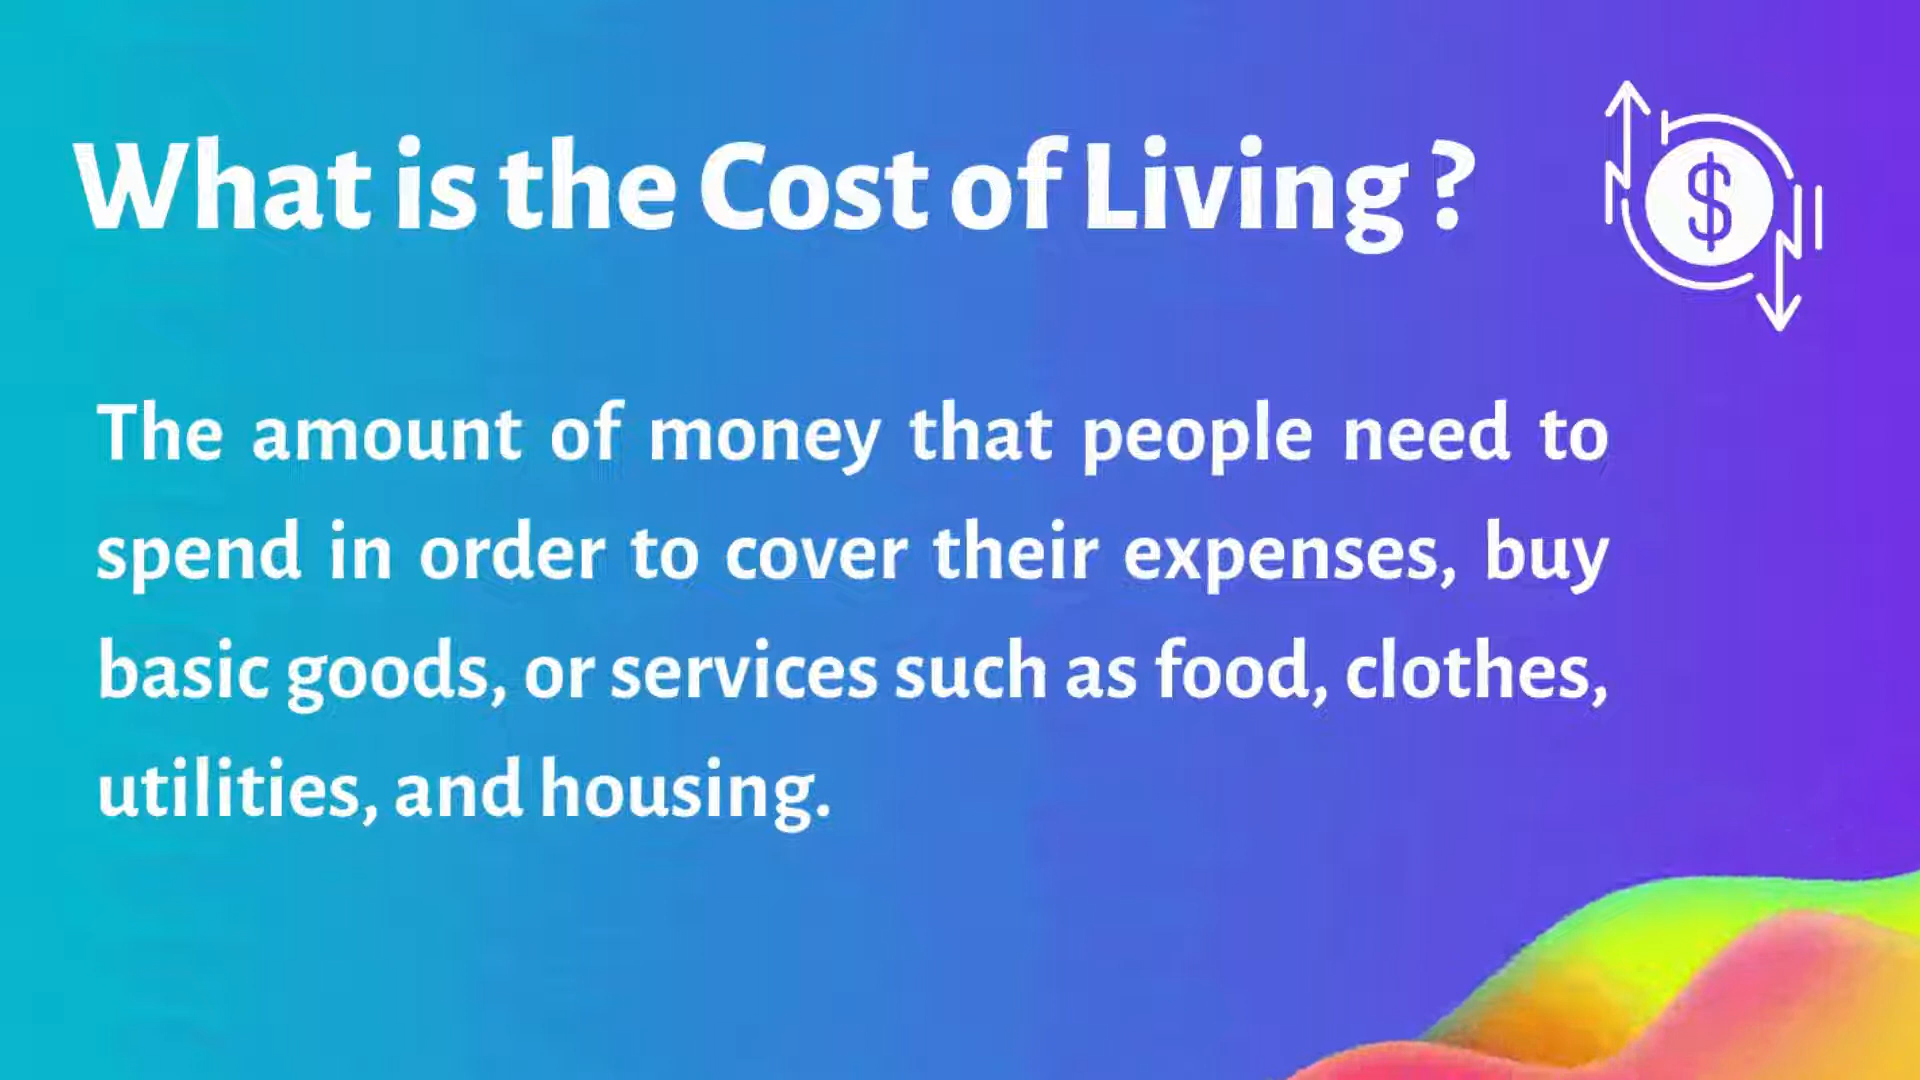 What is the Cost of Living ?
$
The amount of money that people need to
spend in order to cover their expenses, buy
basic goods, or services such as food, clothes,
utilities, and housing.